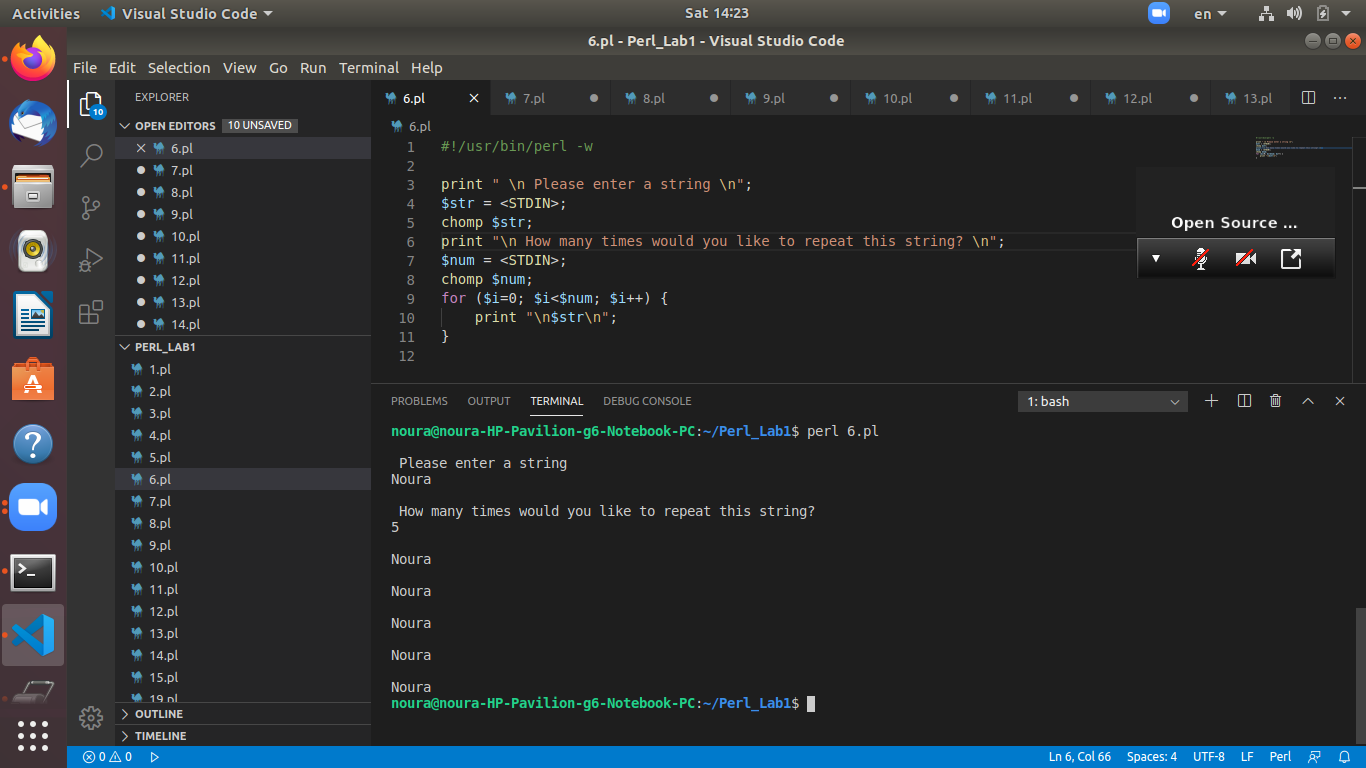 Activities Visual Studio Code Sat 14:23 en
6.pl - Perl_Lab1 - Visual Studio Code
File Edit Selection View Go Run Terminal Help
10
EXPLORER
OPEN EDITORS 10 UNSAVED
6.pl
7.pl
8.pl
9.pl
10.pl
11.pl
12.pl
13.pl
14.pl
PERL_LAB1
1.pl
2.pl
3.pl
4.pl
5.pl
6.pl
7.pl
8.pl
9.pl
10.pl
11.pl
12.pl
13.pl
14.pl
15.pl
19.pl
OUTLINE
TIMELINE
6.pl 7.pl 8.pl 9.pl 10.pl 11.pl 12.pl 13.pl
6.pl
1 #!/usr/bin/perl -w
2
3 print " \n Please enter a string \n";
4 $str = <STDIN>;
5 chomp $str;
6 print "\n How many times would you like to repeat this string? \n";
7 $num = <STDIN>;
8 chomp $num;
9 for ($i=0; $i<$num; $i++) {
10 print "\n$str\n";
11 }
12
Open Source ...
PROBLEMS OUTPUT TERMINAL DEBUG CONSOLE 1: bash
noura@noura-HP-Pavilion-g6-Notebook-PC:~/Perl_Lab1$ perl 6.pl
Please enter a string
Noura
How many times would you like to repeat this string?
5
Noura
Noura
Noura
Noura
Noura
noura@noura-HP-Pavilion-g6-Notebook-PC:~/Perl_Lab1$
0 0 Ln 6, Col 66 Spaces: 4 UTF-8 LF Perl